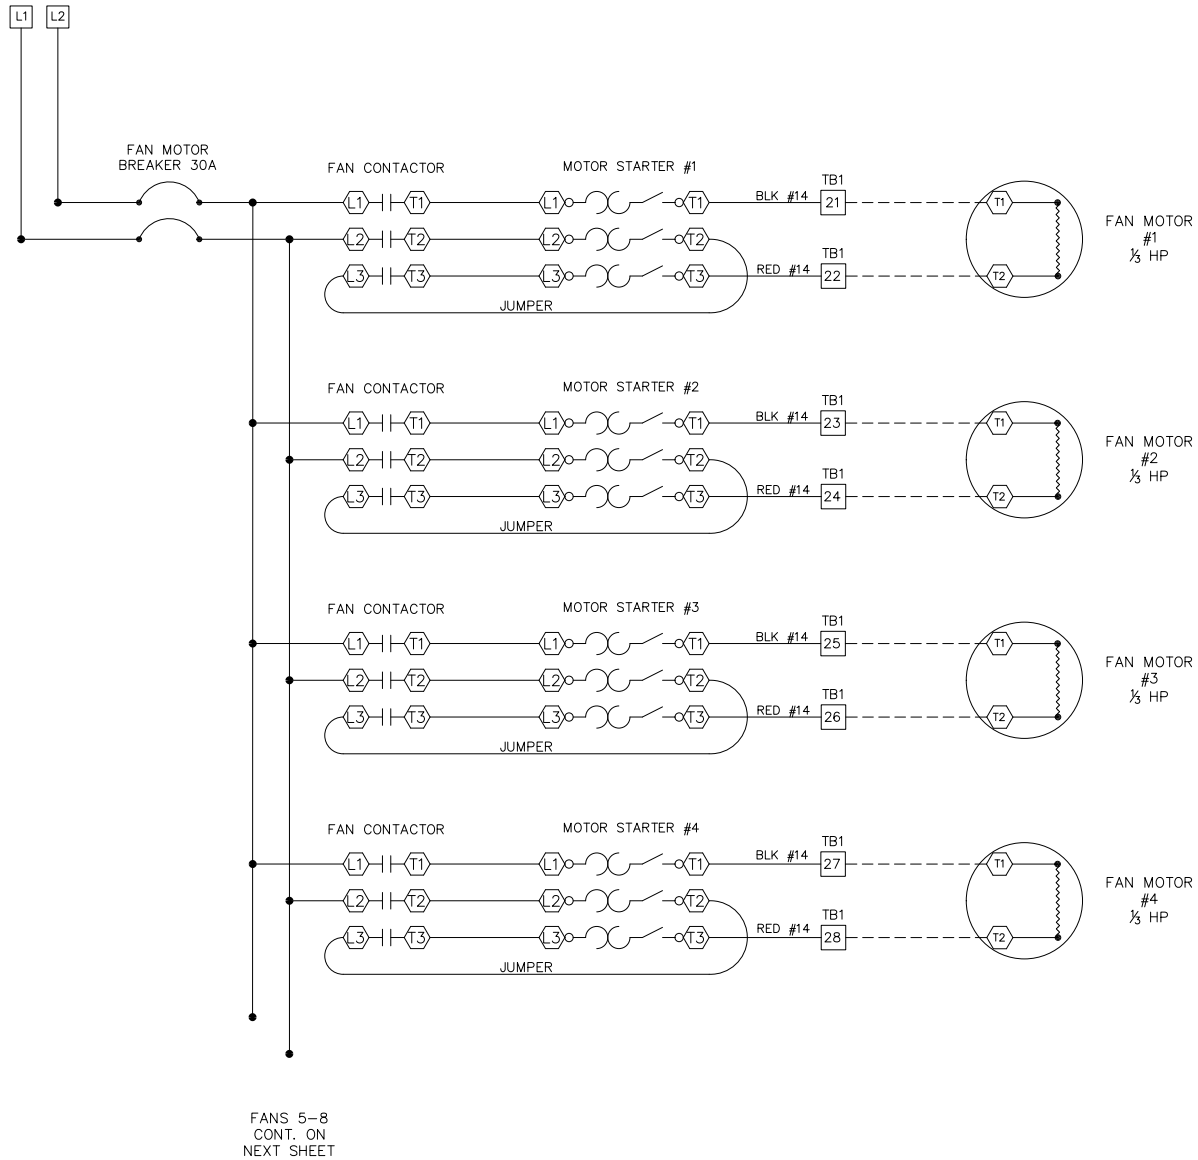 L1 L2
FAN MOTOR
BREAKER 30A
FAN CONTACTOR
MOTOR STARTER #1
L1 T1 L1 T1 BLK #14
TB1
21
T1
L2 T2 L2 T2
L3 T3 L3 T3 RED #14
TB1
22
T2
JUMPER
FAN MOTOR
#1
⅓ HP
FAN CONTACTOR
MOTOR STARTER #2
L1 T1 L1 T1 BLK #14
TB1
23
T1
L2 T2 L2 T2
L3 T3 L3 T3 RED #14
TB1
24
T2
JUMPER
FAN MOTOR
#2
⅓ HP
FAN CONTACTOR
MOTOR STARTER #3
L1 T1 L1 T1 BLK #14
TB1
25
T1
L2 T2 L2 T2
L3 T3 L3 T3 RED #14
TB1
26
T2
JUMPER
FAN MOTOR
#3
⅓ HP
FAN CONTACTOR
MOTOR STARTER #4
L1 T1 L1 T1 BLK #14
TB1
27
T1
L2 T2 L2 T2
L3 T3 L3 T3 RED #14
TB1
28
T2
JUMPER
FAN MOTOR
#4
⅓ HP
FANS 5-8
CONT. ON
NEXT SHEET